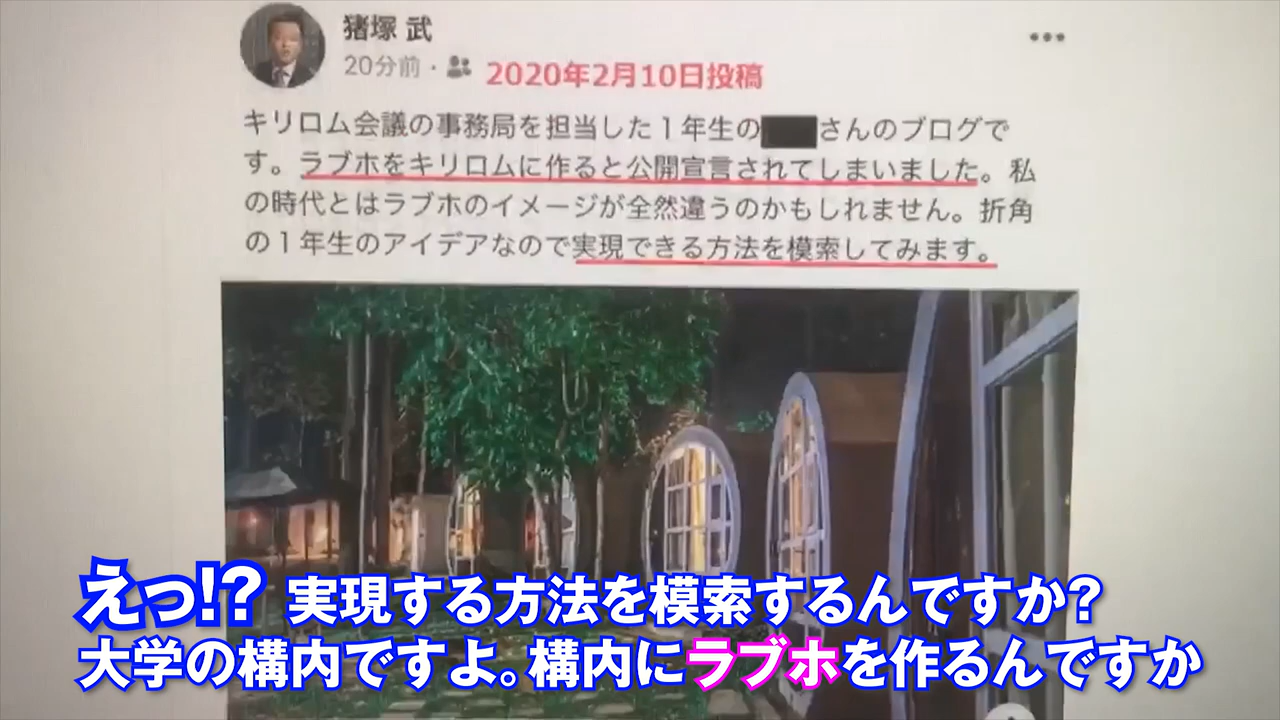 猪塚 武
20分前・
2020年2月10日投稿
キリロム会議の事務局を担当した1年生の
さんのブログで
す。ラブホをキリロムに作ると公開宣言されてしまいました。私
の時代とはラブホのイメージが全然違うのかもしれません。折角
の1年生のアイデアなので実現できる方法を模索してみます。
えっ!? 実現する方法を模索するんですか?
大学の構内ですよ。構内にラブホを作るんですか